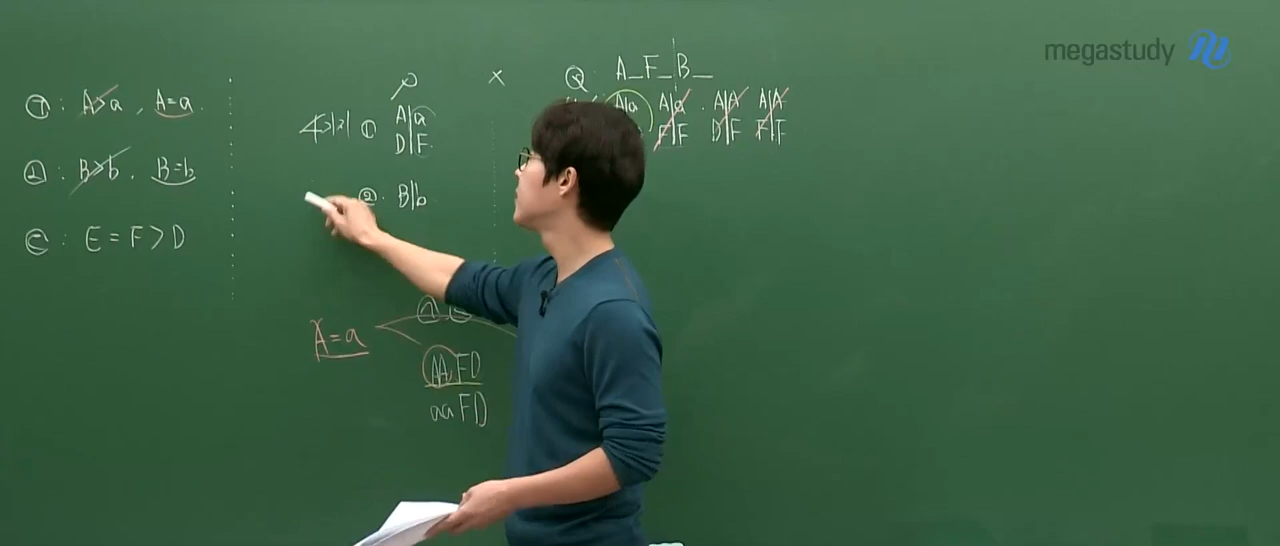 megastudy
㉠: A>a, A=a.
㉡: B>b. B=b
㉢: E=F>D
P × Q: A_F_B_
4가지 ① A|a
D|F
②. B|b
A|a A|a. A|A A|A
F|F D|F F|F
A=a
㉠ ㉢
AA FD
aa FD